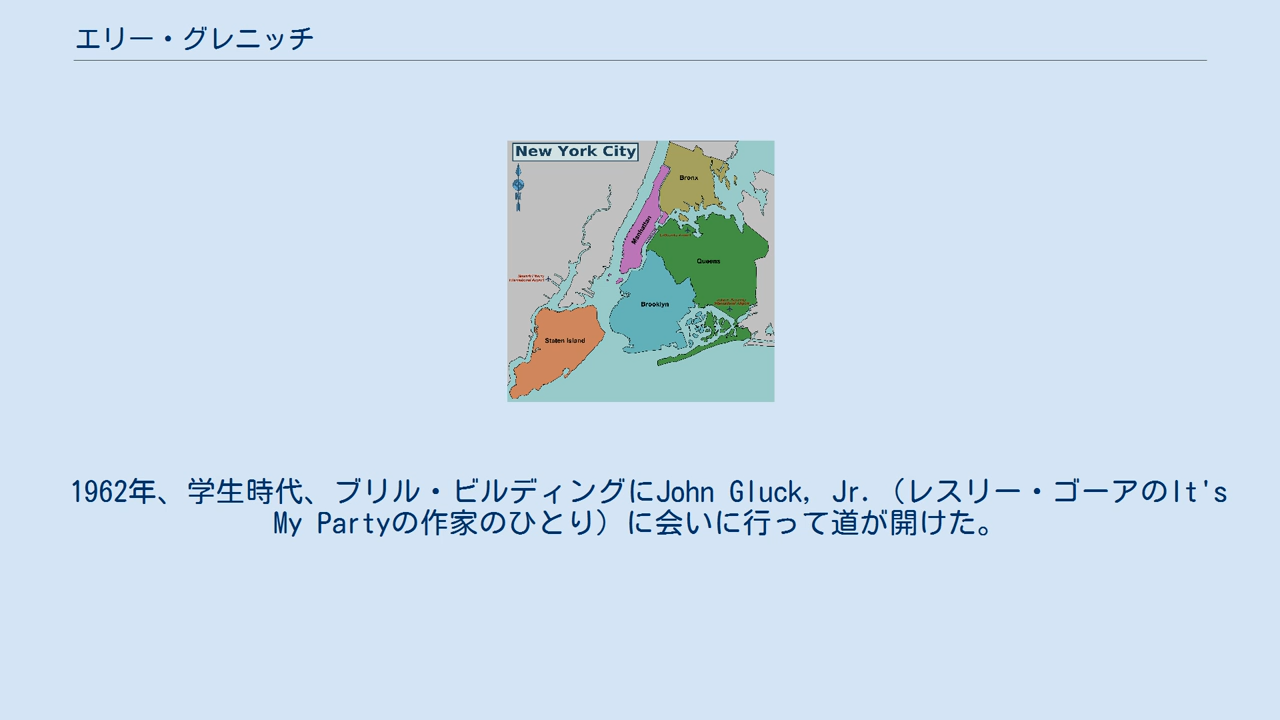 エリー・グレニッチ
New York City
Bronx
Manhattan
Queens
Brooklyn
Staten Island
1962年、学生時代、ブリル・ビルディングにJohn Gluck, Jr.（レスリー・ゴーアのIt's
My Partyの作家のひとり）に会いに行って道が開けた。